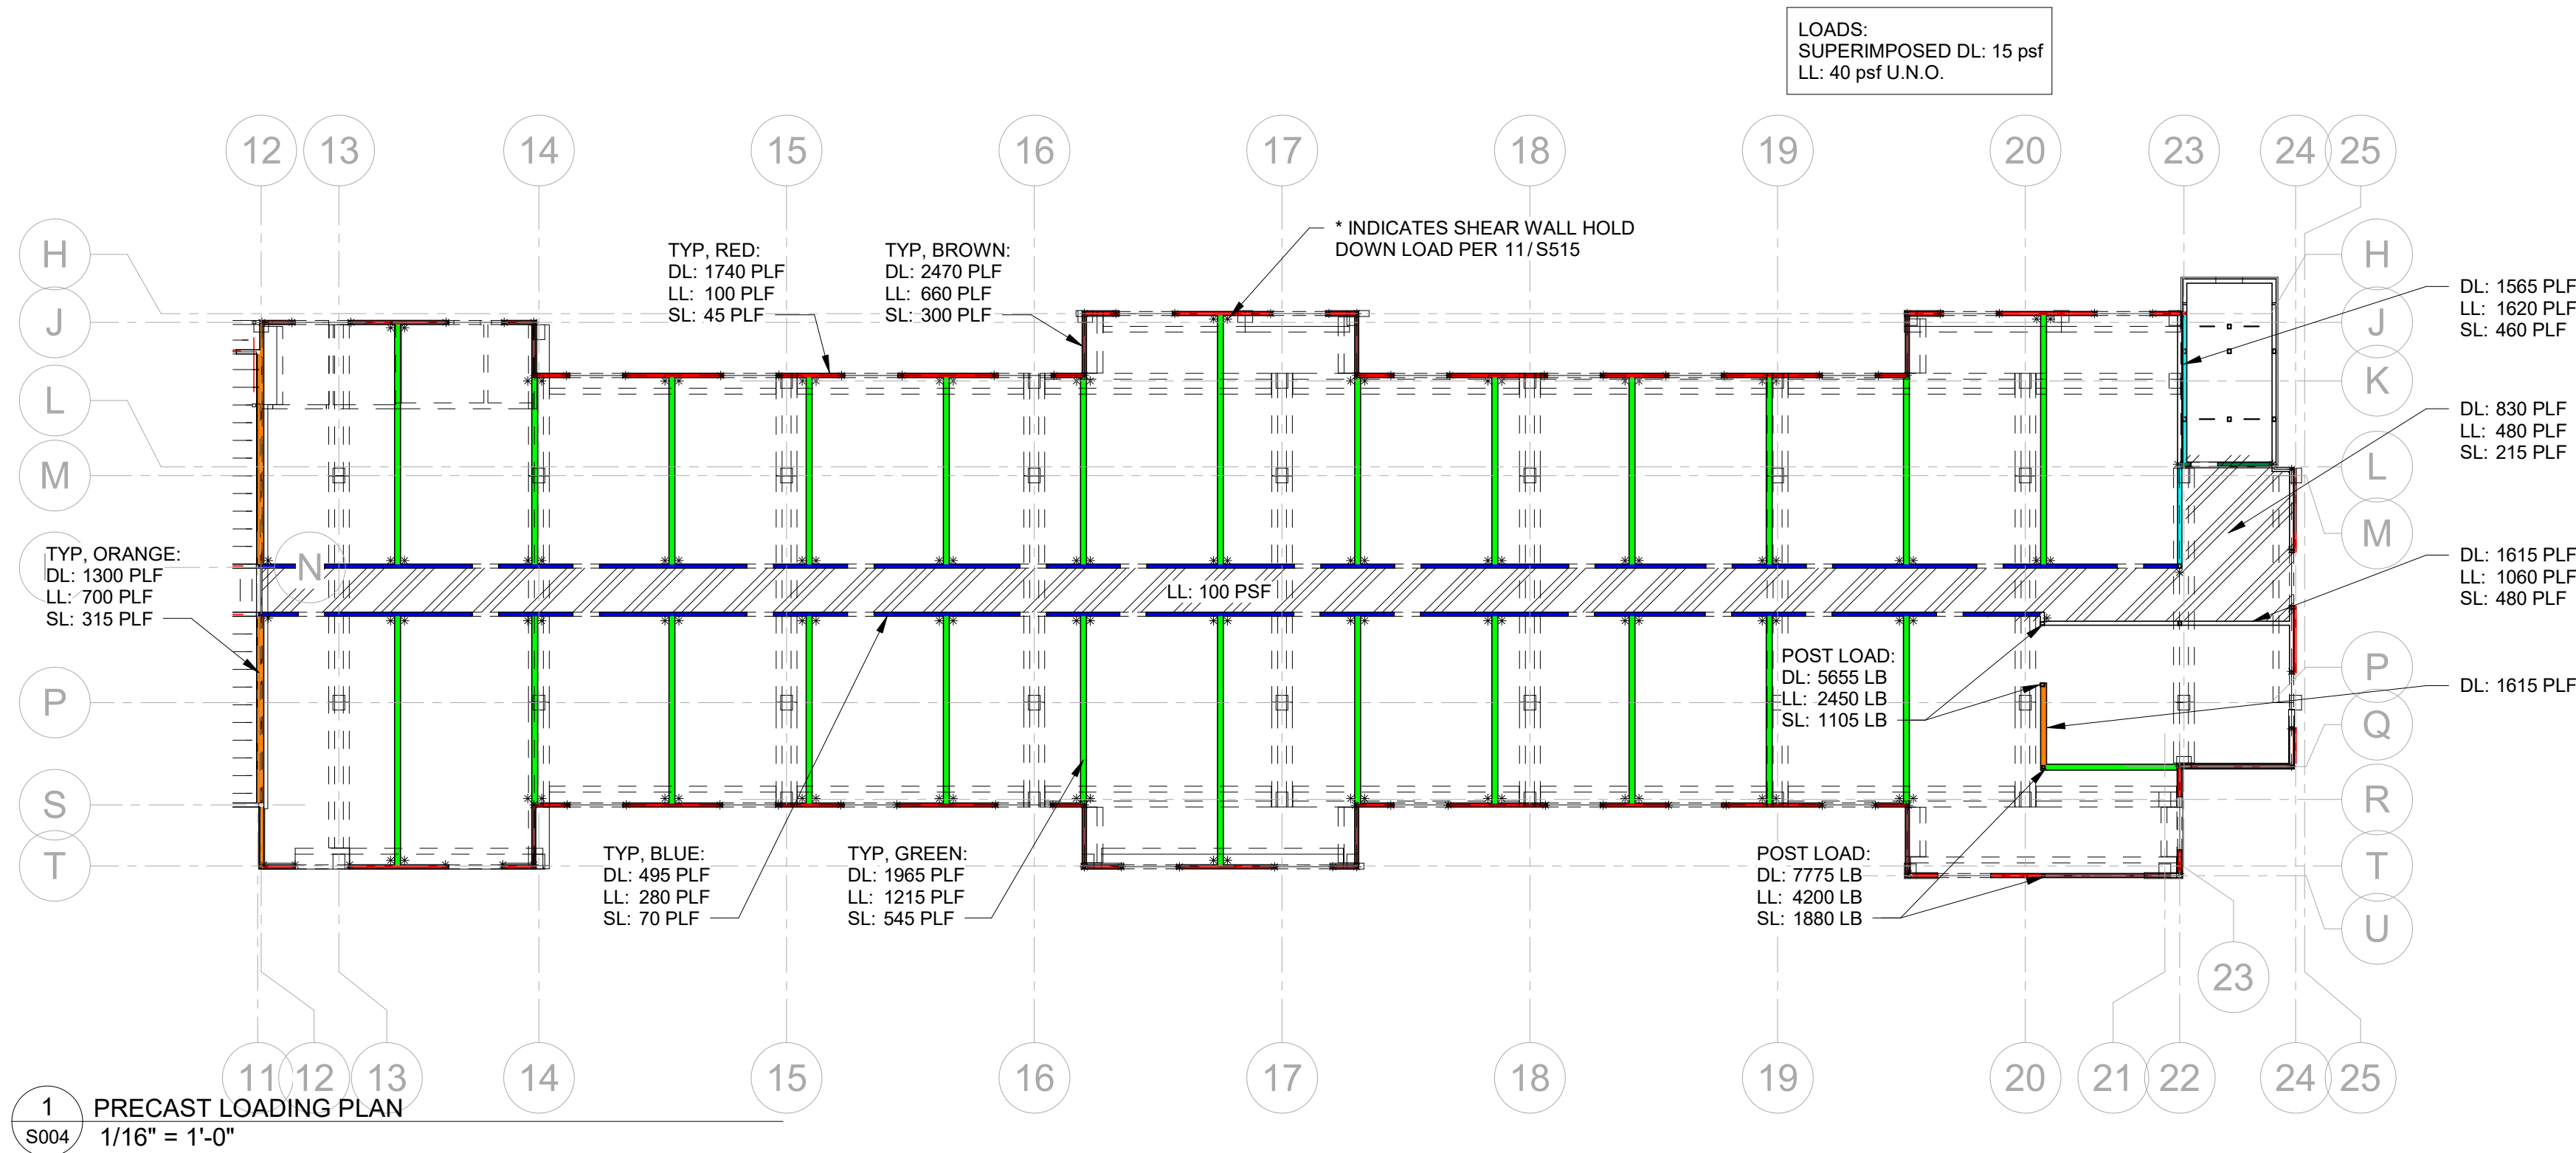 LOADS:
SUPERIMPOSED DL: 15 psf
LL: 40 psf U.N.O.
12 13 14 15 16 17 18 19 20 23 24 25
* INDICATES SHEAR WALL HOLD
DOWN LOAD PER 11/S515
TYP, RED:
DL: 1740 PLF
LL: 100 PLF
SL: 45 PLF
TYP, BROWN:
DL: 2470 PLF
LL: 660 PLF
SL: 300 PLF
H
J
L
M
N
P
S
T
H
J
K
L
M
P
Q
R
T
U
DL: 1565 PLF
LL: 1620 PLF
SL: 460 PLF
DL: 830 PLF
LL: 480 PLF
SL: 215 PLF
DL: 1615 PLF
LL: 1060 PLF
SL: 480 PLF
DL: 1615 PLF
TYP, ORANGE:
DL: 1300 PLF
LL: 700 PLF
SL: 315 PLF
LL: 100 PSF
POST LOAD:
DL: 5655 LB
LL: 2450 LB
SL: 1105 LB
TYP, BLUE:
DL: 495 PLF
LL: 280 PLF
SL: 70 PLF
TYP, GREEN:
DL: 1965 PLF
LL: 1215 PLF
SL: 545 PLF
POST LOAD:
DL: 7775 LB
LL: 4200 LB
SL: 1880 LB
23
11 12 13 14 15 16 17 18 19 20 21 22 24 25
1
S004
PRECAST LOADING PLAN
1/16" = 1'-0"